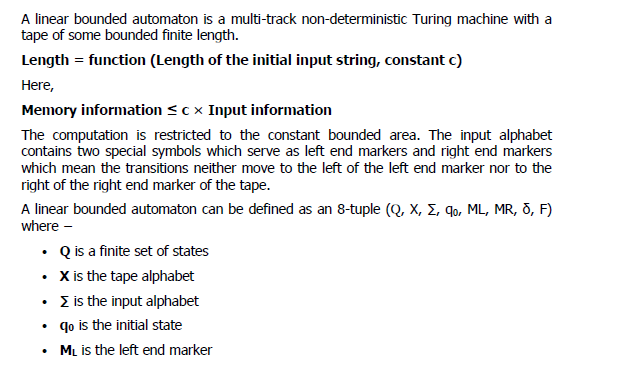 A linear bounded automaton is a multi-track non-deterministic Turing machine with a
tape of some bounded finite length.
Length = function (Length of the initial input string, constant c)
Here,
Memory information ≤ c × Input information
The computation is restricted to the constant bounded area. The input alphabet
contains two special symbols which serve as left end markers and right end markers
which mean the transitions neither move to the left of the left end marker nor to the
right of the right end marker of the tape.
A linear bounded automaton can be defined as an 8-tuple (Q, X, Σ, q₀, ML, MR, δ, F)
where –
• Q is a finite set of states
• X is the tape alphabet
• Σ is the input alphabet
• q₀ is the initial state
• M<sub>L</sub> is the left end marker